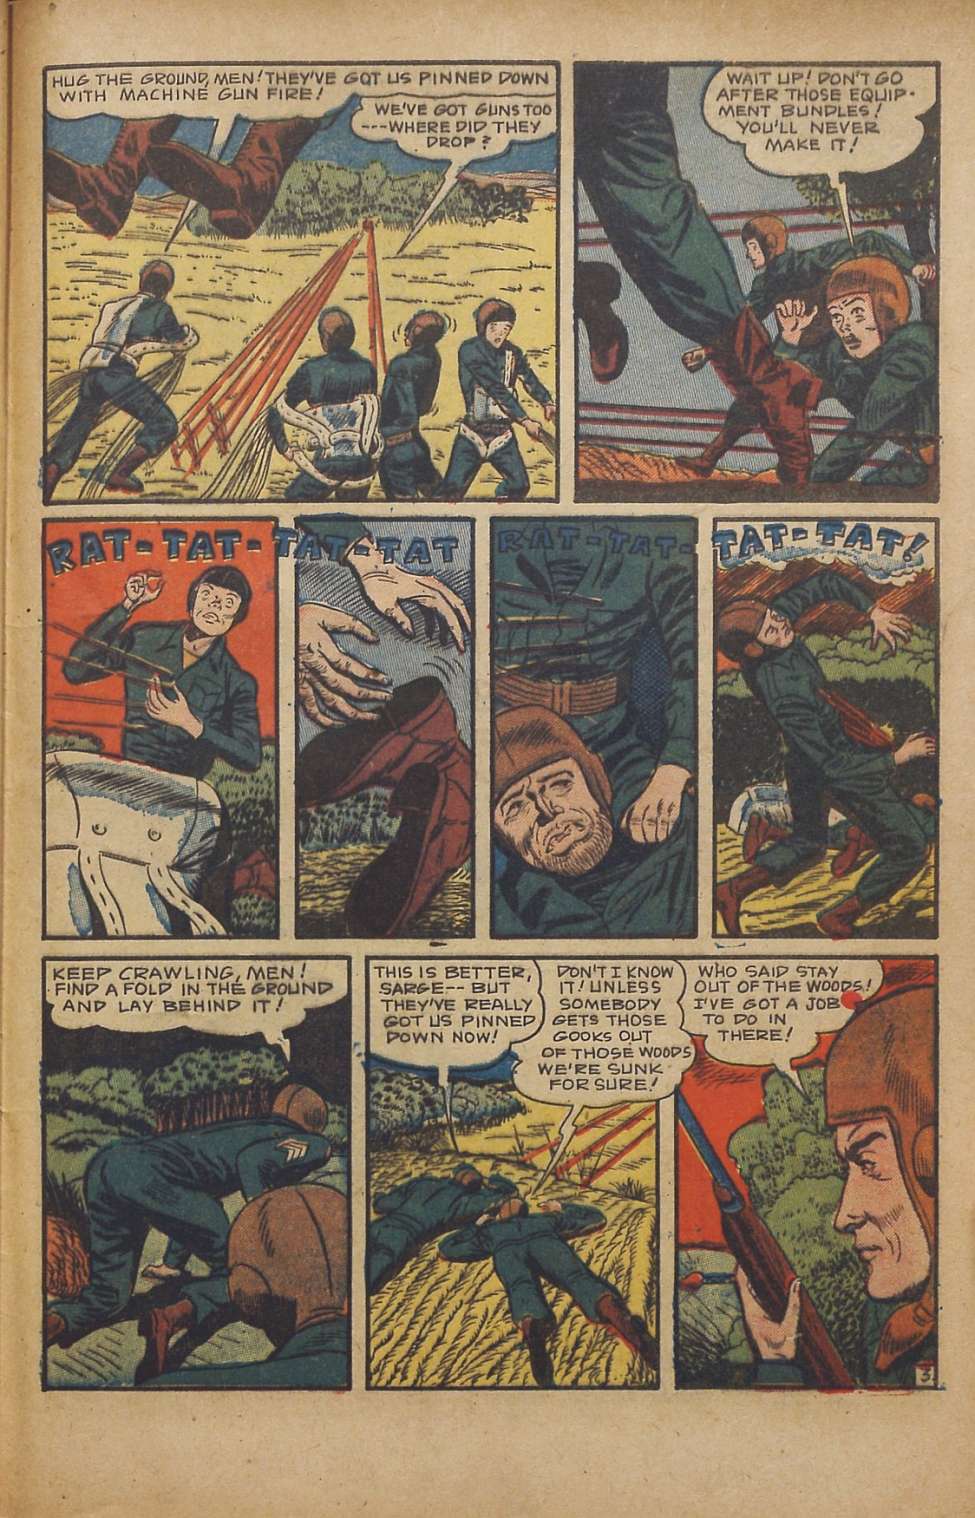 HUG THE GROUND, MEN! THEY'VE GOT US PINNED DOWN
WITH MACHINE GUN FIRE!
WE'VE GOT GUNS TOO
---WHERE DID THEY
DROP?
WAIT UP! DON'T GO
AFTER THOSE EQUIP-
MENT BUNDLES!
YOU'LL NEVER
MAKE IT!
RAT-TAT-TAT-TAT
RAT-TAT-
TAT-TAT!
KEEP CRAWLING, MEN!
FIND A FOLD IN THE GROUND
AND LAY BEHIND IT!
THIS IS BETTER,
SARGE-- BUT
THEY'VE REALLY
GOT US PINNED
DOWN NOW!
DON'T I KNOW
IT! UNLESS
SOMEBODY
GETS THOSE
GOOKS OUT
OF THOSE WOODS
WE'RE SUNK
FOR SURE!
WHO SAID STAY
OUT OF THE WOODS!
I'VE GOT A JOB
TO DO IN
THERE!
3